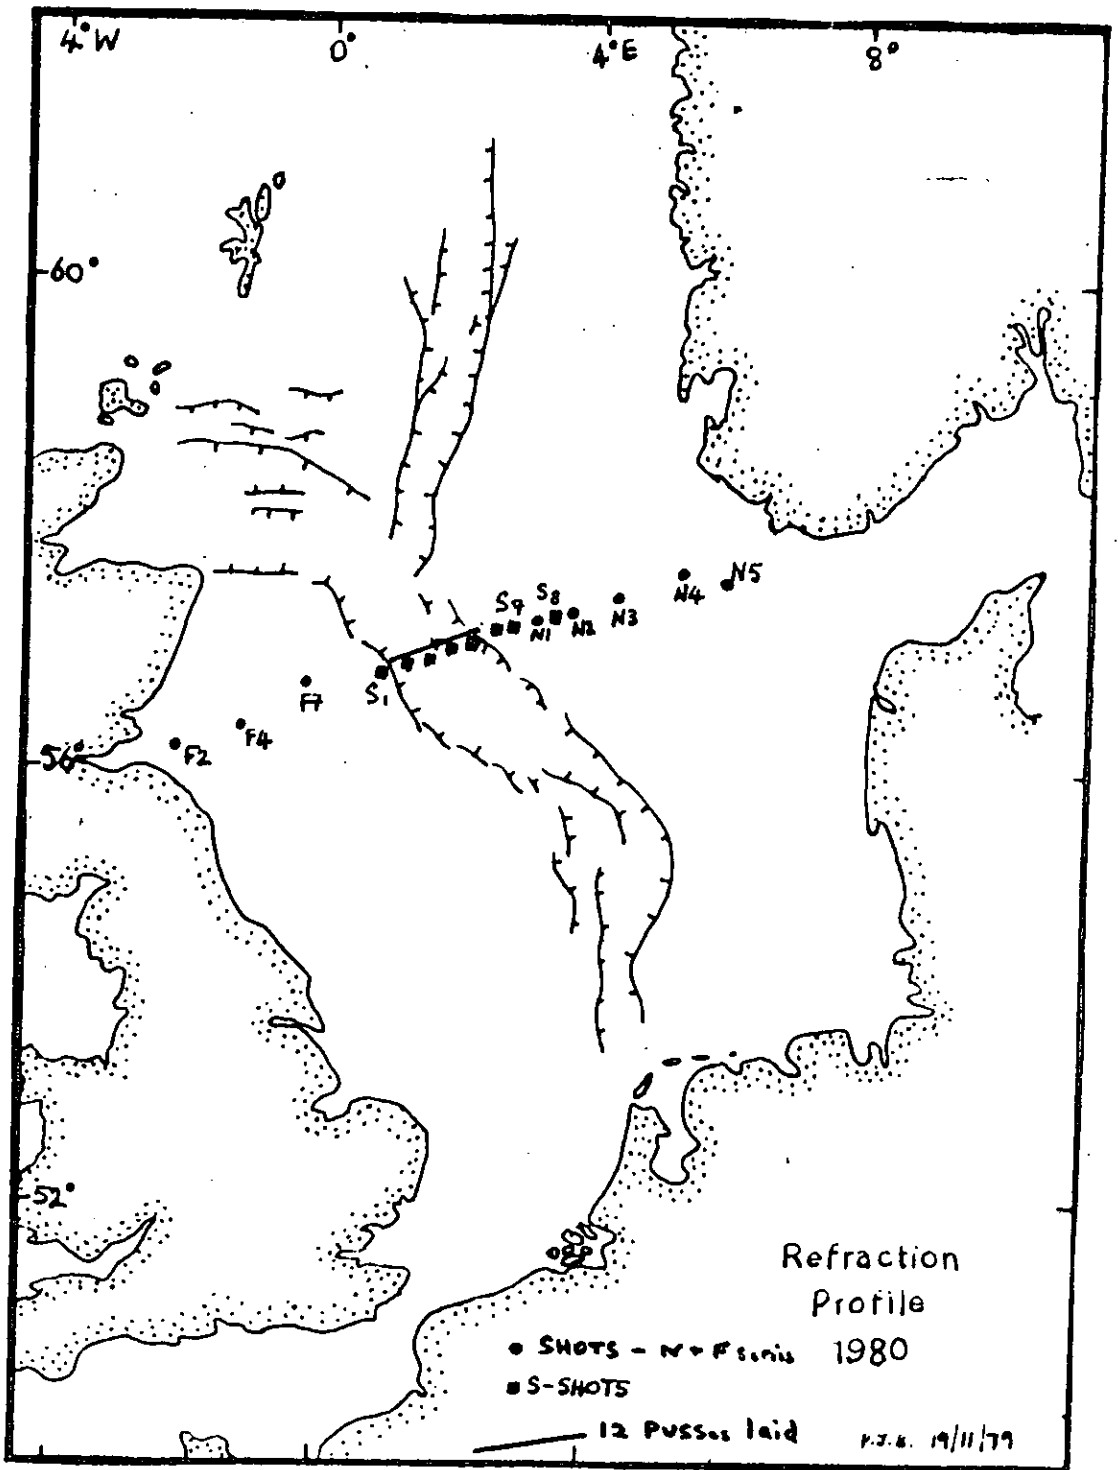 4°W 0° 4°E 8°
60°
N5
N4
N3
S9 S8
N1 N2
S1
F7
F4
F2
56°
52°
Refraction
Profile
1980
SHOTS - N + F series
S-SHOTS
12 PUSSes laid
19/11/79